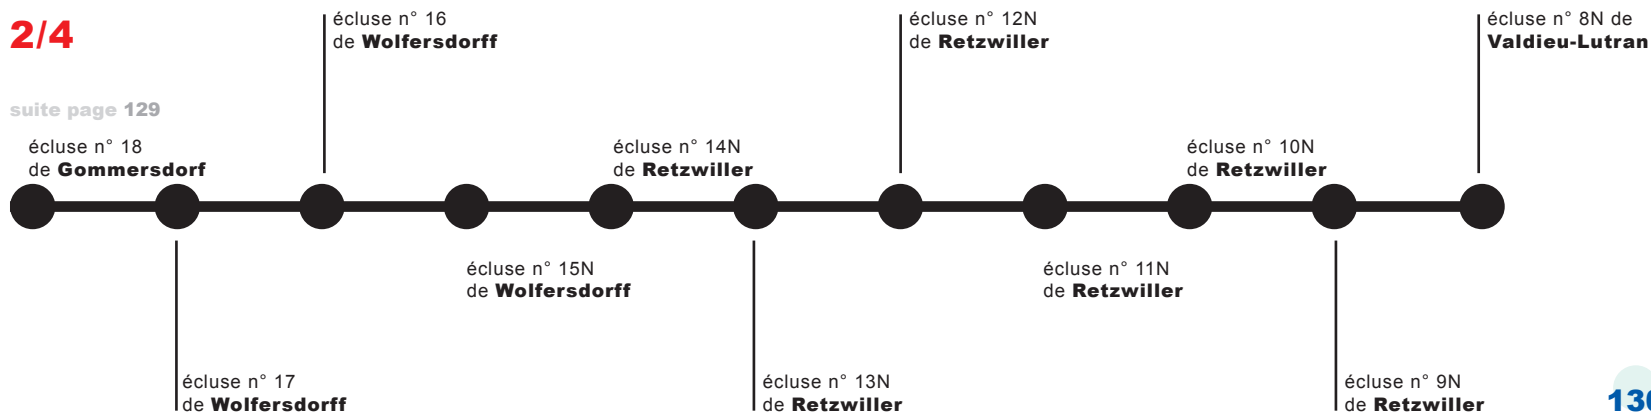 2/4
suite page 129
écluse n° 18
de Gommersdorf
écluse n° 17
de Wolfersdorff
écluse n° 16
de Wolfersdorff
écluse n° 15N
de Wolfersdorff
écluse n° 14N
de Retzwiller
écluse n° 13N
de Retzwiller
écluse n° 12N
de Retzwiller
écluse n° 11N
de Retzwiller
écluse n° 10N
de Retzwiller
écluse n° 9N
de Retzwiller
écluse n° 8N de
Valdieu-Lutran